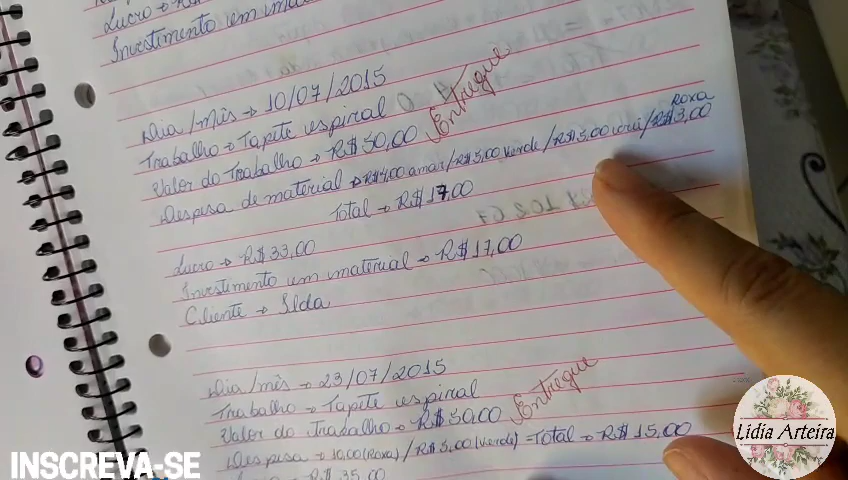 Lucro →
Investimento em mat
Dia/Mês → 10/07/2015
Trabalho → Tapete espiral
Entregue
Valor do Trabalho → R$50,00
Roxa
Despesa de material → R$4,00 amar/R$5,00 verde/R$5,00 crú/R$3,00
Total → R$17,00
Lucro → R$33,00
Investimento em material → R$17,00
Cliente → Ilda
Dia/mês → 23/07/2015
Trabalho → Tapete espiral
Entregue
Valor do Trabalho → R$50,00
Despesa → 10,00(Roxa)/R$5,00(Verde) = Total → R$15,00
R$35,00
Lidia Arteira
INSCREVA-SE